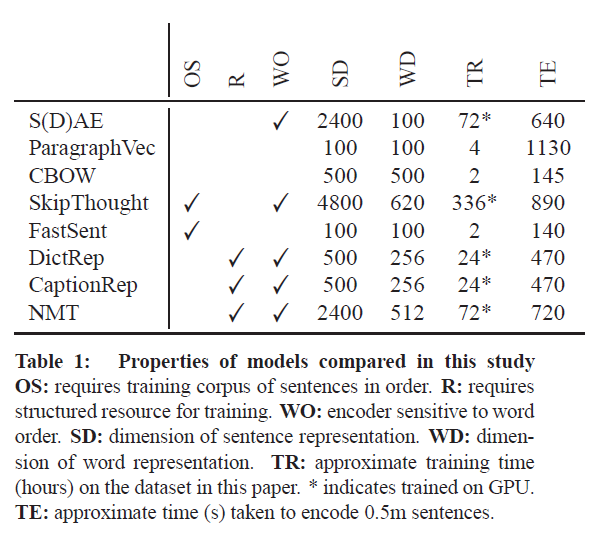 OS R WO SD WD TR TE
S(D)AE ✓ 2400 100 72* 640
ParagraphVec 100 100 4 1130
CBOW 500 500 2 145
SkipThought ✓ ✓ 4800 620 336* 890
FastSent ✓ 100 100 2 140
DictRep ✓ ✓ 500 256 24* 470
CaptionRep ✓ ✓ 500 256 24* 470
NMT ✓ ✓ 2400 512 72* 720
Table 1: Properties of models compared in this study
OS: requires training corpus of sentences in order. R: requires
structured resource for training. WO: encoder sensitive to word
order. SD: dimension of sentence representation. WD: dimen-
sion of word representation. TR: approximate training time
(hours) on the dataset in this paper. * indicates trained on GPU.
TE: approximate time (s) taken to encode 0.5m sentences.